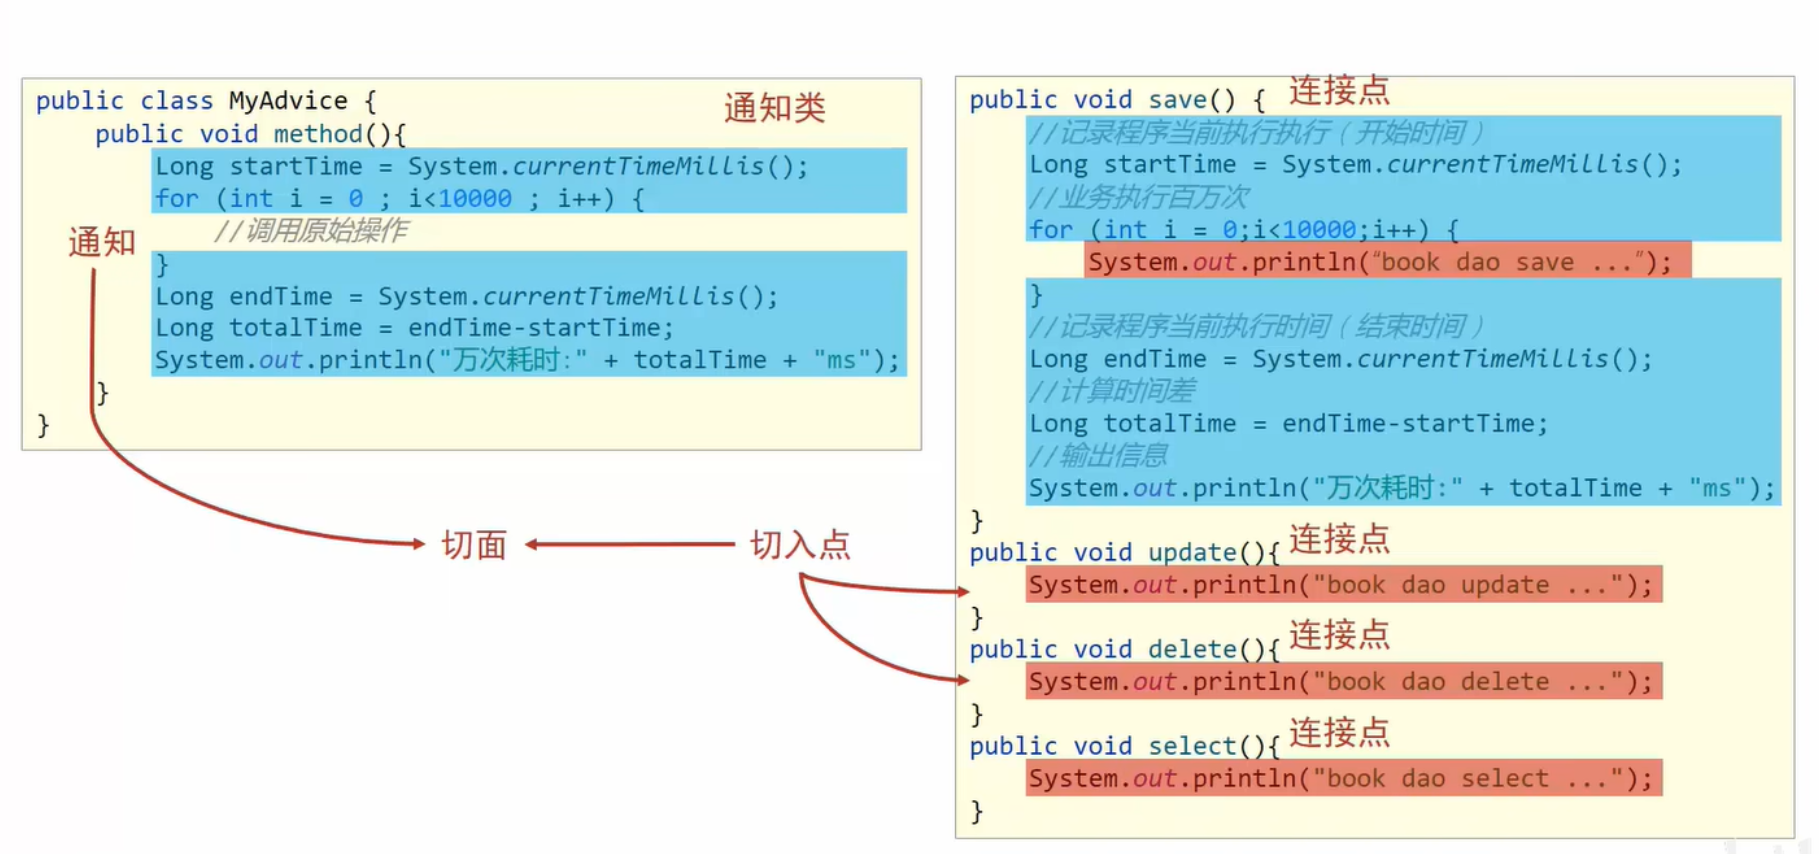 public class MyAdvice {
通知类
public void method(){
Long startTime = System.currentTimeMillis();
for (int i = 0 ; i<10000 ; i++) {
//调用原始操作
通知
}
Long endTime = System.currentTimeMillis();
Long totalTime = endTime-startTime;
System.out.println("万次耗时:" + totalTime + "ms");
}
}
切面
切入点
public void save() {
连接点
//记录程序当前执行执行（开始时间）
Long startTime = System.currentTimeMillis();
//业务执行百万次
for (int i = 0;i<10000;i++) {
System.out.println(“book dao save ...”);
}
//记录程序当前执行时间（结束时间）
Long endTime = System.currentTimeMillis();
//计算时间差
Long totalTime = endTime-startTime;
//输出信息
System.out.println("万次耗时:" + totalTime + "ms");
}
public void update(){
连接点
System.out.println("book dao update ...");
}
public void delete(){
连接点
System.out.println("book dao delete ...");
}
public void select(){
连接点
System.out.println("book dao select ...");
}